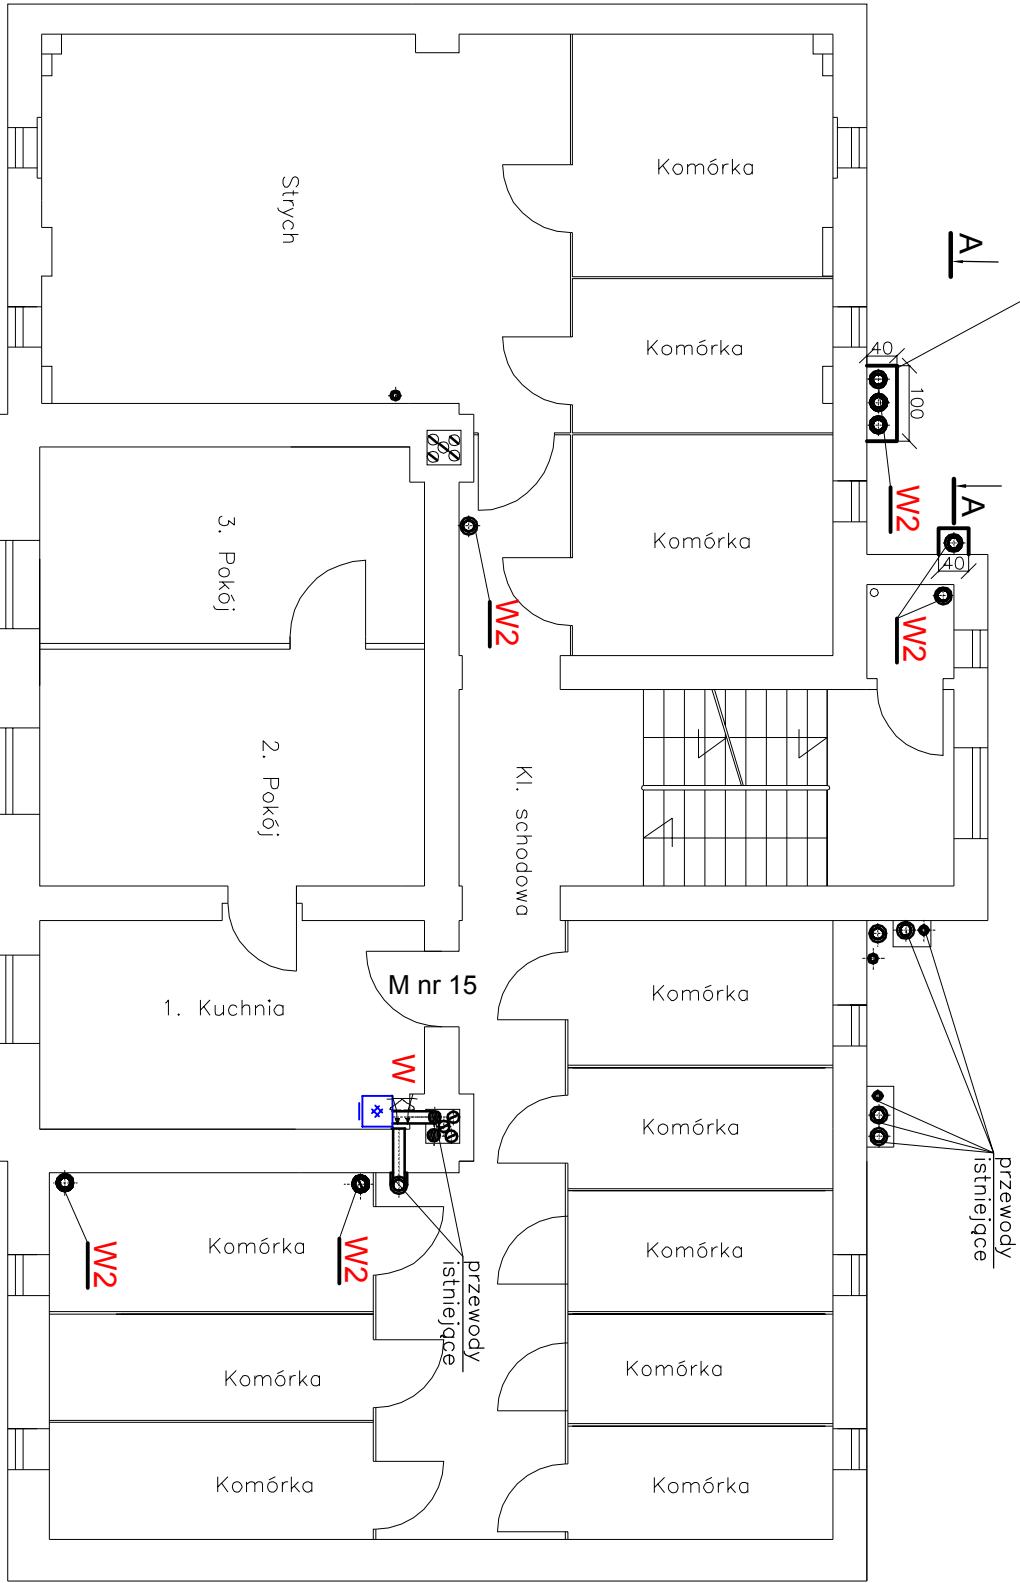 Komórka
Strych
A
Komórka
40
100
W2
A
3. Pokój
Komórka
W2
40
W2
2. Pokój
Kl. schodowa
M nr 15
1. Kuchnia
Komórka
W
Komórka
przewody
istniejące
Komórka
Komórka
W2
W2
przewody
istniejące
Komórka
Komórka
Komórka
Komórka